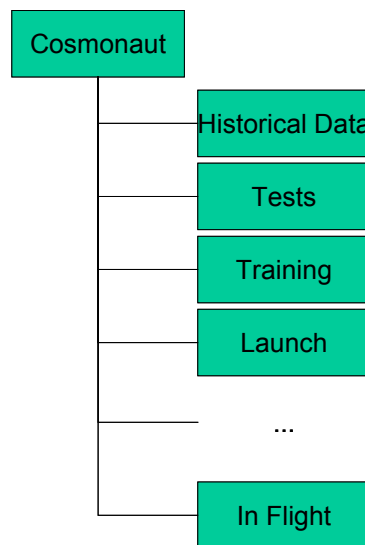 Cosmonaut
Historical Data
Tests
Training
Launch
...
In Flight